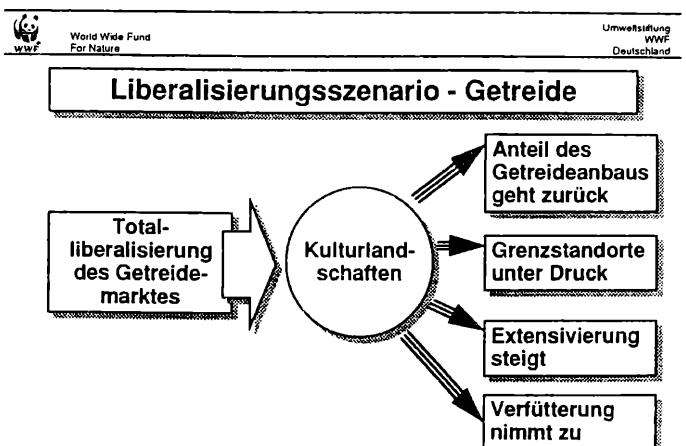 WWF
World Wide Fund
For Nature
Umweltstiftung
WWF
Deutschland
Liberalisierungsszenario - Getreide
Total-
liberalisierung
des Getreide-
marktes
Kulturland-
schaften
Anteil des
Getreideanbaus
geht zurück
Grenzstandorte
unter Druck
Extensivierung
steigt
Verfütterung
nimmt zu